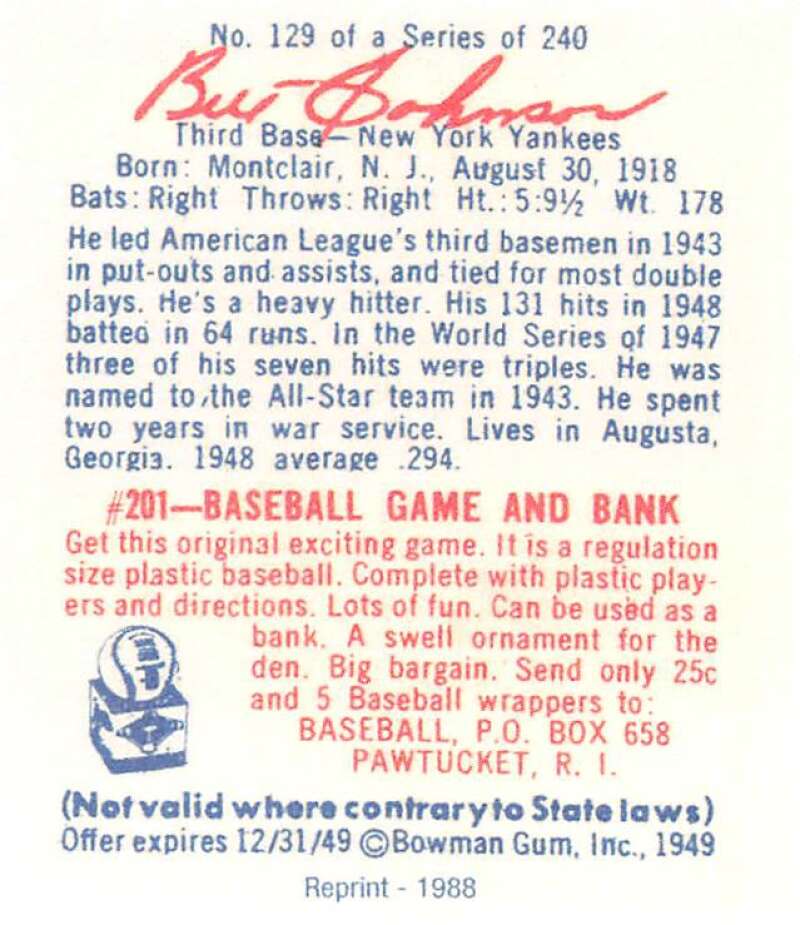 No. 129 of a Series of 240
Bill Johnson
Third Base—New York Yankees
Born: Montclair, N. J., August 30, 1918
Bats: Right Throws: Right Ht.: 5:9½ Wt. 178
He led American League's third basemen in 1943
in put-outs and assists, and tied for most double
plays. He's a heavy hitter. His 131 hits in 1948
batted in 64 runs. In the World Series of 1947
three of his seven hits were triples. He was
named to the All-Star team in 1943. He spent
two years in war service. Lives in Augusta,
Georgia. 1948 average .294.
#201—BASEBALL GAME AND BANK
Get this original exciting game. It is a regulation
size plastic baseball. Complete with plastic play-
ers and directions. Lots of fun. Can be used as a
bank. A swell ornament for the
den. Big bargain. Send only 25c
and 5 Baseball wrappers to:
BASEBALL, P.O. BOX 658
PAWTUCKET, R. I.
(Not valid where contrary to State laws)
Offer expires 12/31/49 ©Bowman Gum, Inc., 1949
Reprint - 1988